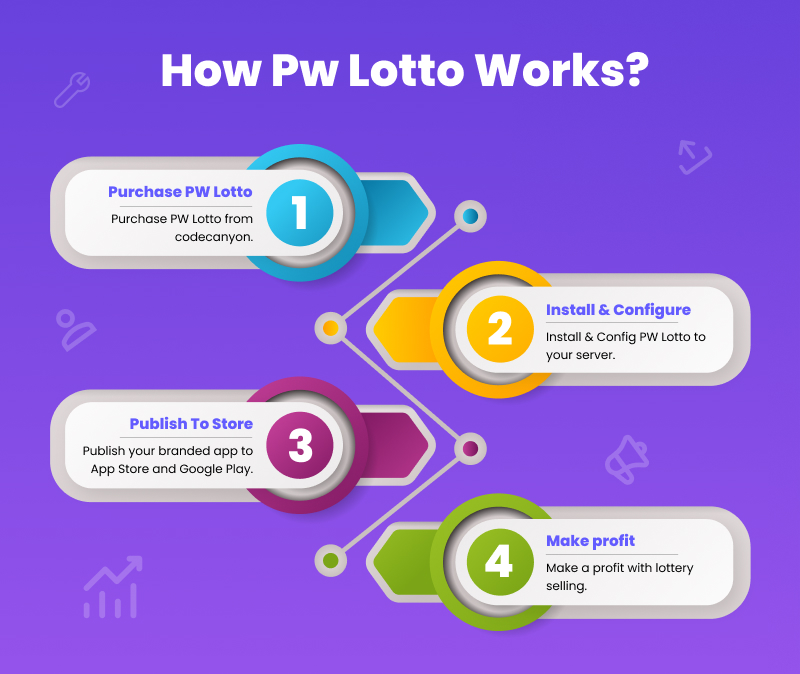 How Pw Lotto Works?
Purchase PW Lotto
Purchase PW Lotto from
codecanyon.
1
2
Install & Configure
Install & Config PW Lotto to
your server.
Publish To Store
Publish your branded app to
App Store and Google Play.
3
4
Make profit
Make a profit with lottery
selling.